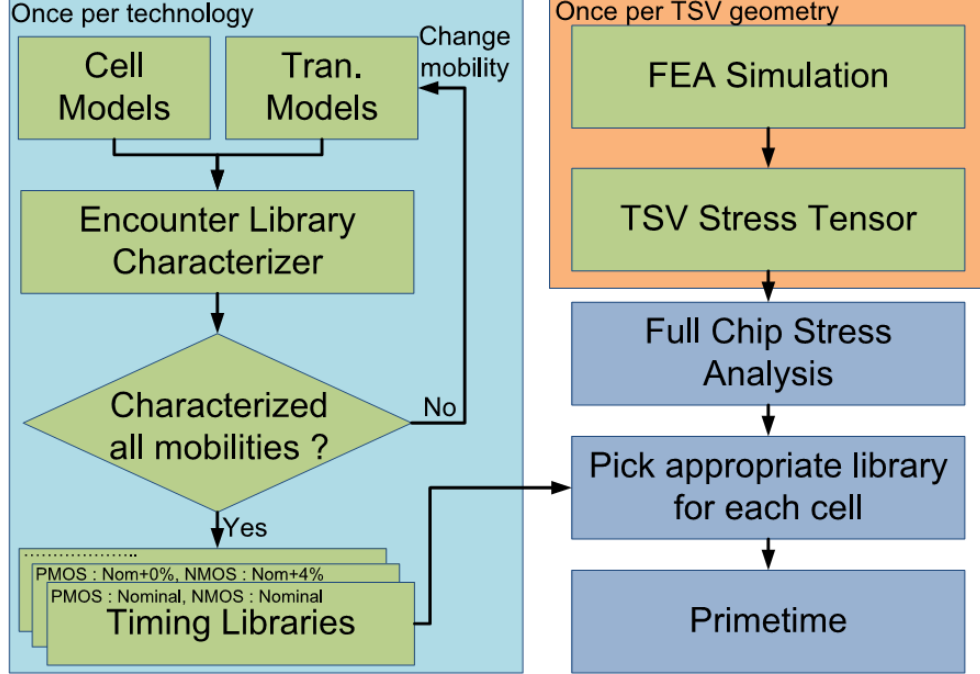 Once per technology
Cell
Models
Tran.
Models
Change
mobility
Encounter Library
Characterizer
Characterized
all mobilities ?
No
Yes
....................
PMOS : Nom+0%, NMOS : Nom+4%
PMOS : Nominal, NMOS : Nominal
Timing Libraries
Once per TSV geometry
FEA Simulation
TSV Stress Tensor
Full Chip Stress
Analysis
Pick appropriate library
for each cell
Primetime